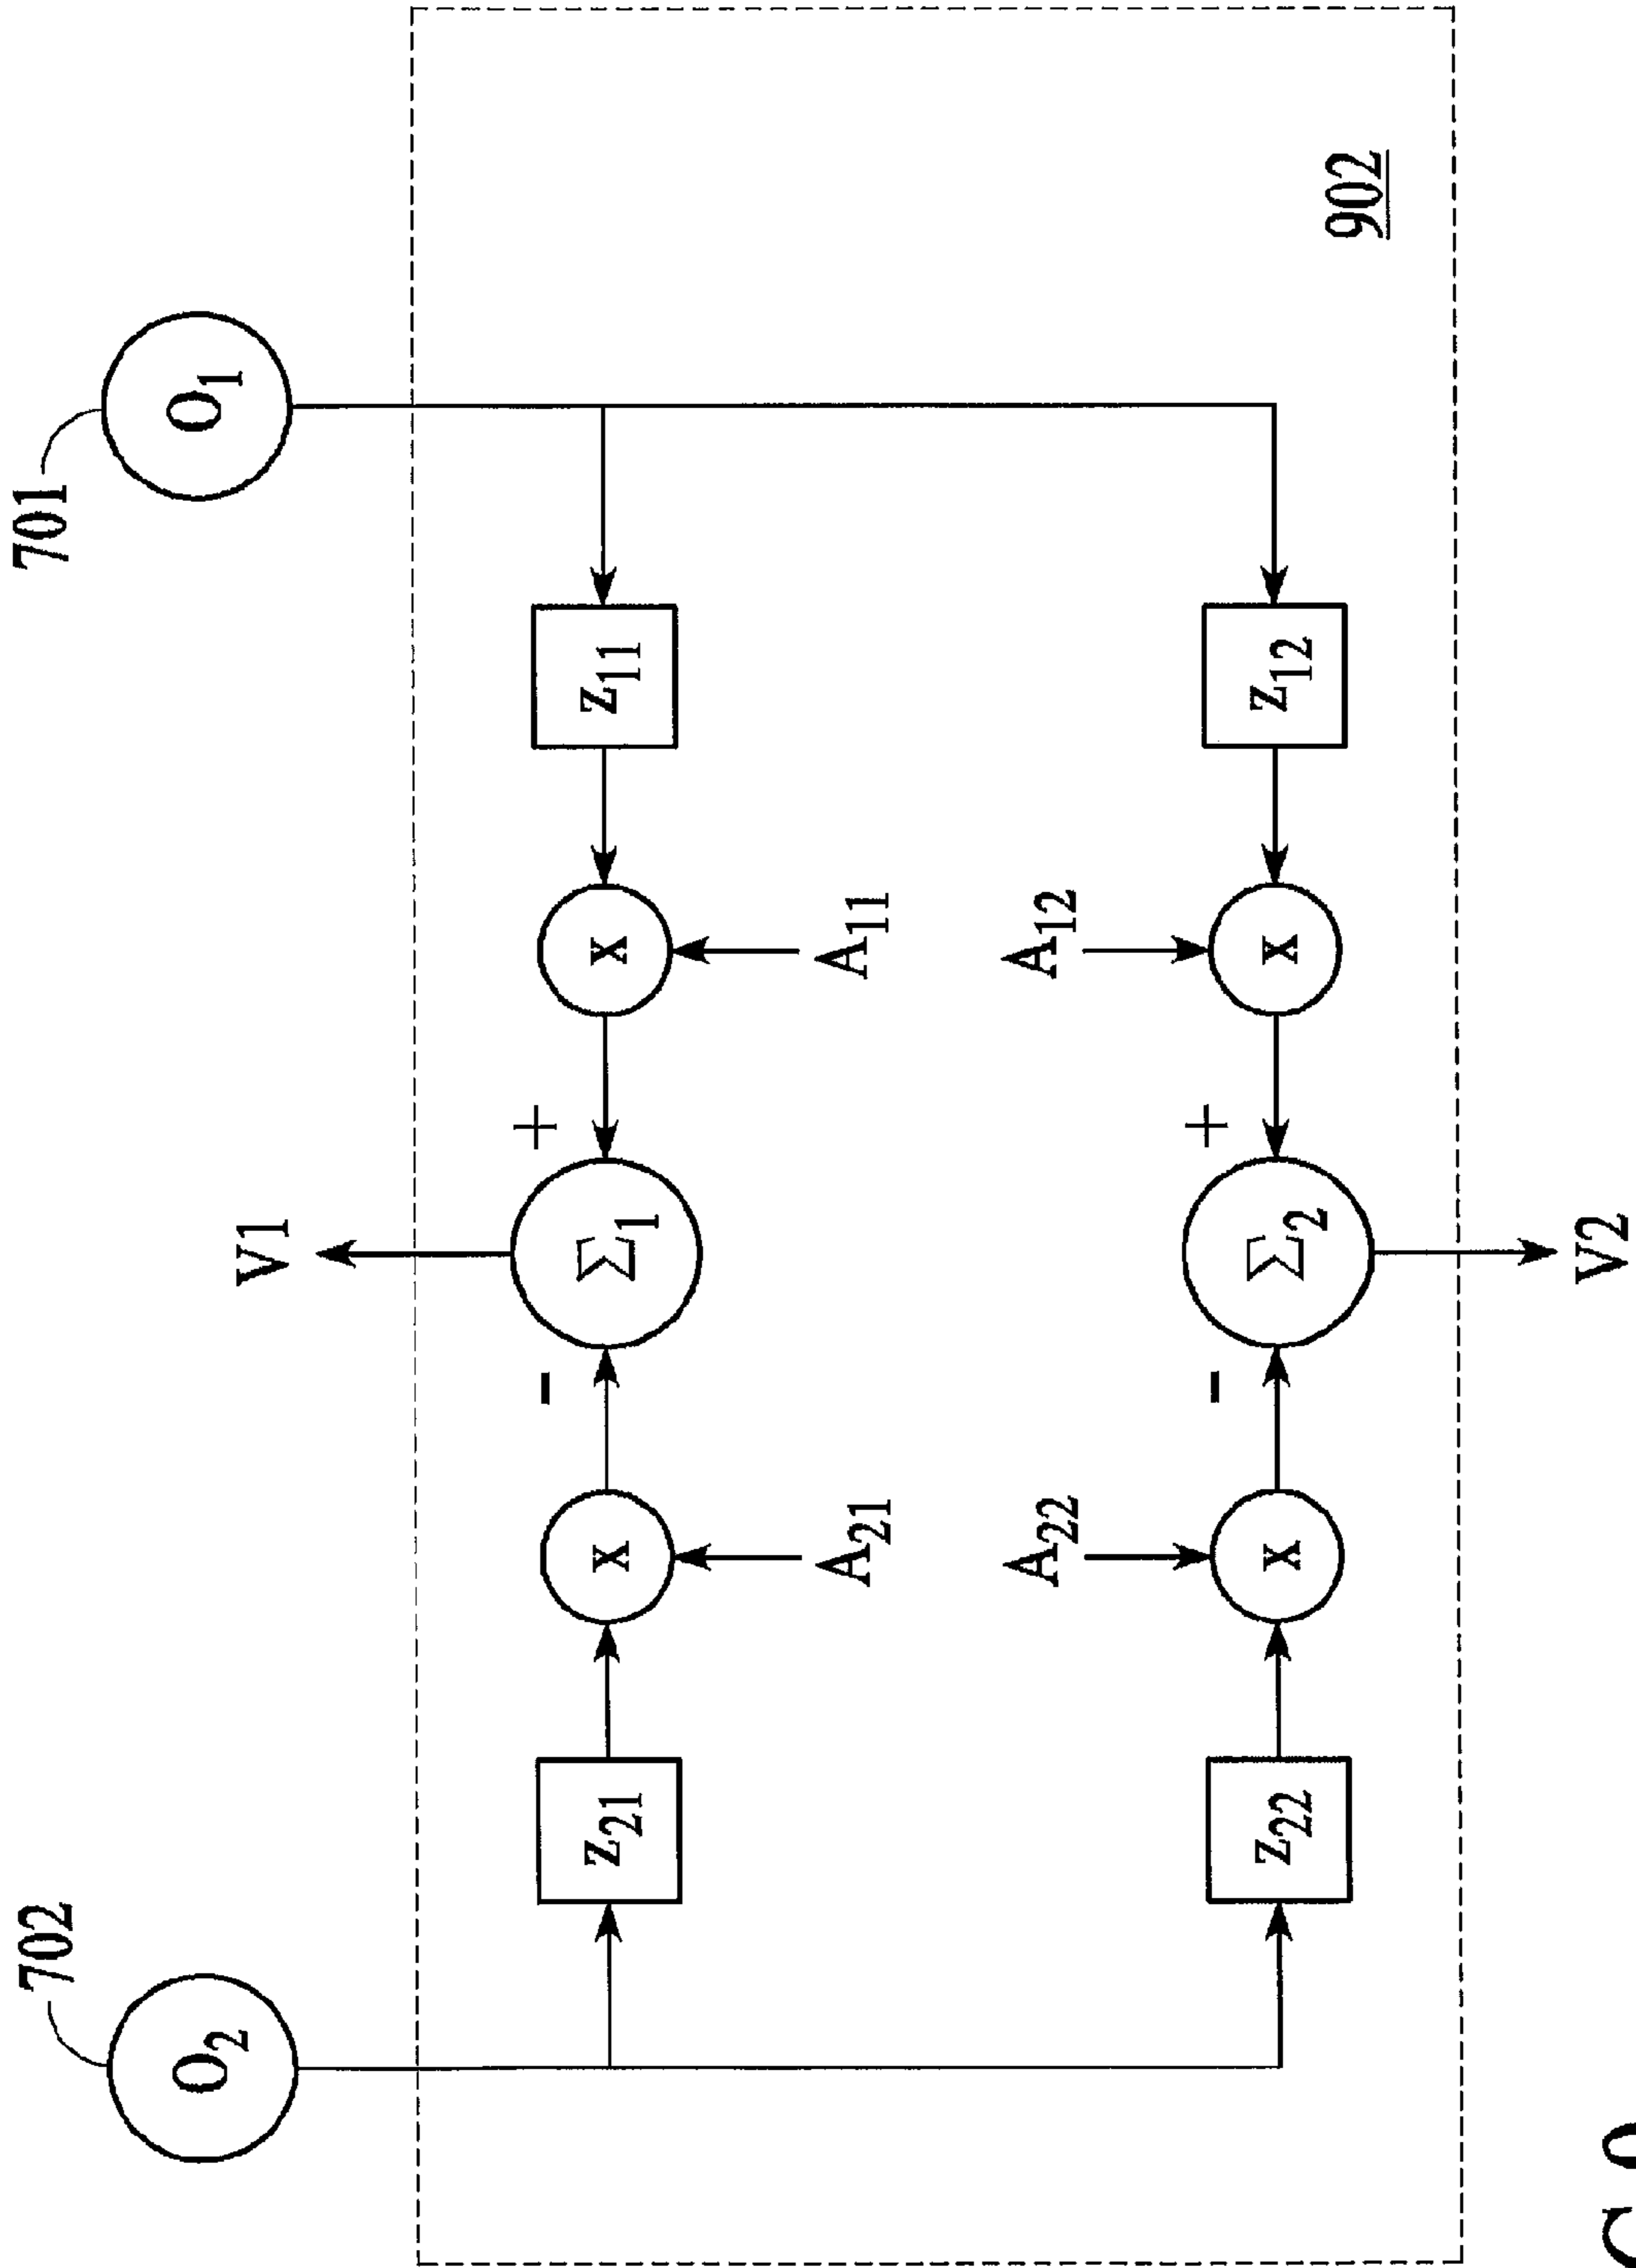 702
701
O₂
O₁
V1
-
+
z₂₁
x
Σ₁
x
z₁₁
A₂₁
A₁₁
A₂₂
A₁₂
-
+
z₂₂
x
Σ₂
x
z₁₂
902
V2